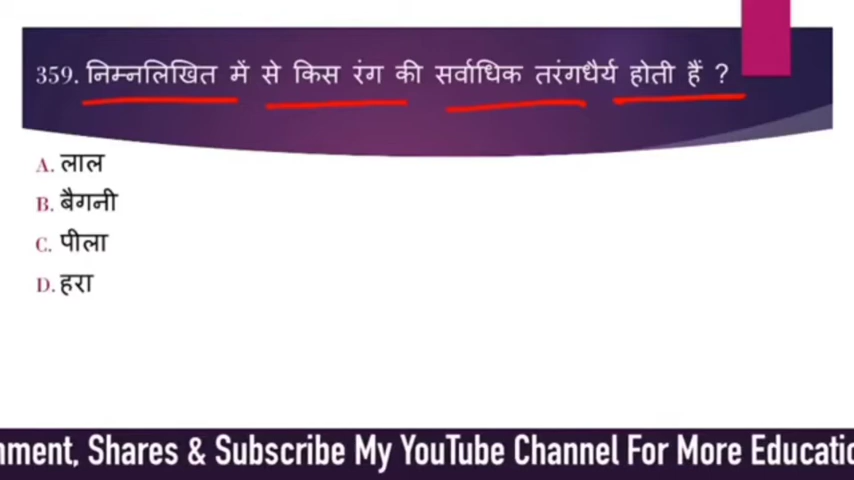 359. निम्नलिखित में से किस रंग की सर्वाधिक तरंगधैर्य होती हैं ?
A. लाल
B. बैगनी
C. पीला
D. हरा
nment, Shares & Subscribe My YouTube Channel For More Educatio